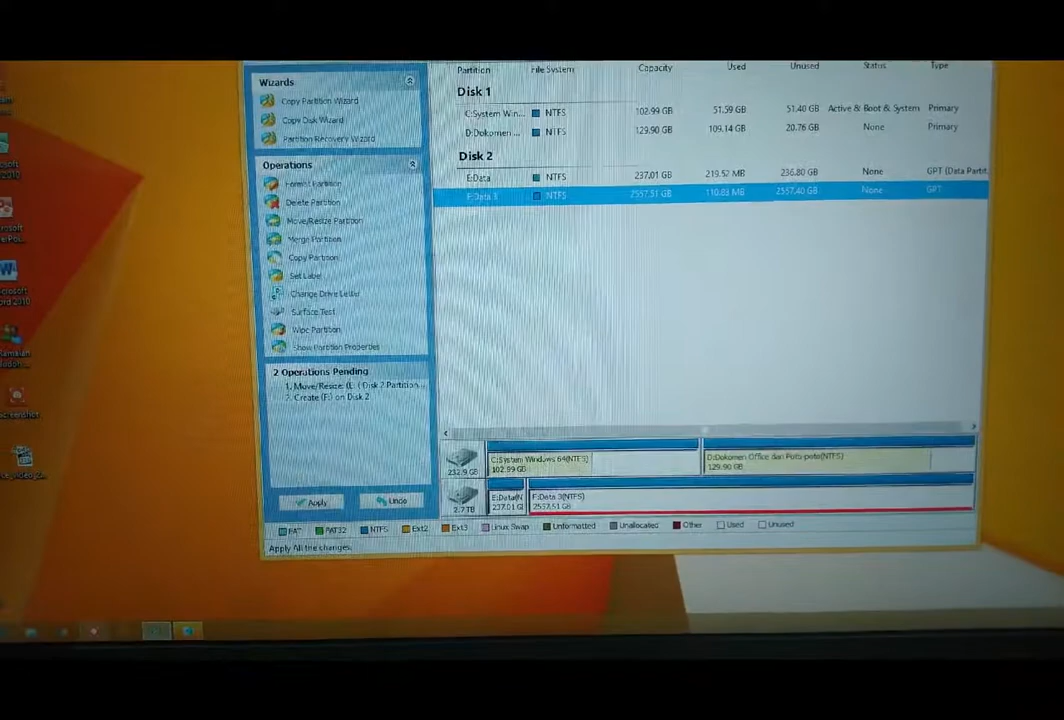 Partition File System Capacity Used Unused Status Type
Wizards
Copy Partition Wizard
Copy Disk Wizard
Partition Recovery Wizard
Operations
Format Partition
Delete Partition
Move/Resize Partition
Merge Partition
Copy Partition
Set Label
Change Drive Letter
Surface Test
Wipe Partition
Show Partition Properties
2 Operations Pending
1. Move/Resize (E: ( Disk 2 Partition...
2. Create (F:) on Disk 2
Apply Undo
Disk 1
C:System Win... NTFS 102.99 GB 51.59 GB 51.40 GB Active & Boot & System Primary
D:Dokumen ... NTFS 129.90 GB 109.14 GB 20.76 GB None Primary
Disk 2
E:Data NTFS 237.01 GB 219.52 MB 236.80 GB None GPT (Data Partit.
F:Data 3 NTFS 2557.51 GB 110.83 MB 2557.40 GB None GPT
232.9 GB
C:System Windows 64(NTFS)
102.99 GB
D:Dokomen Office dan Foto-poto(NTFS)
129.90 GB
2.7 TB
E:Data(N
237.01 G
F:Data 3(NTFS)
2557.51 GB
FAT FAT32 NTFS Ext2 Ext3 Linux Swap Unformatted Unallocated Other Used Unused
Apply All the changes.
2010
icrosoft